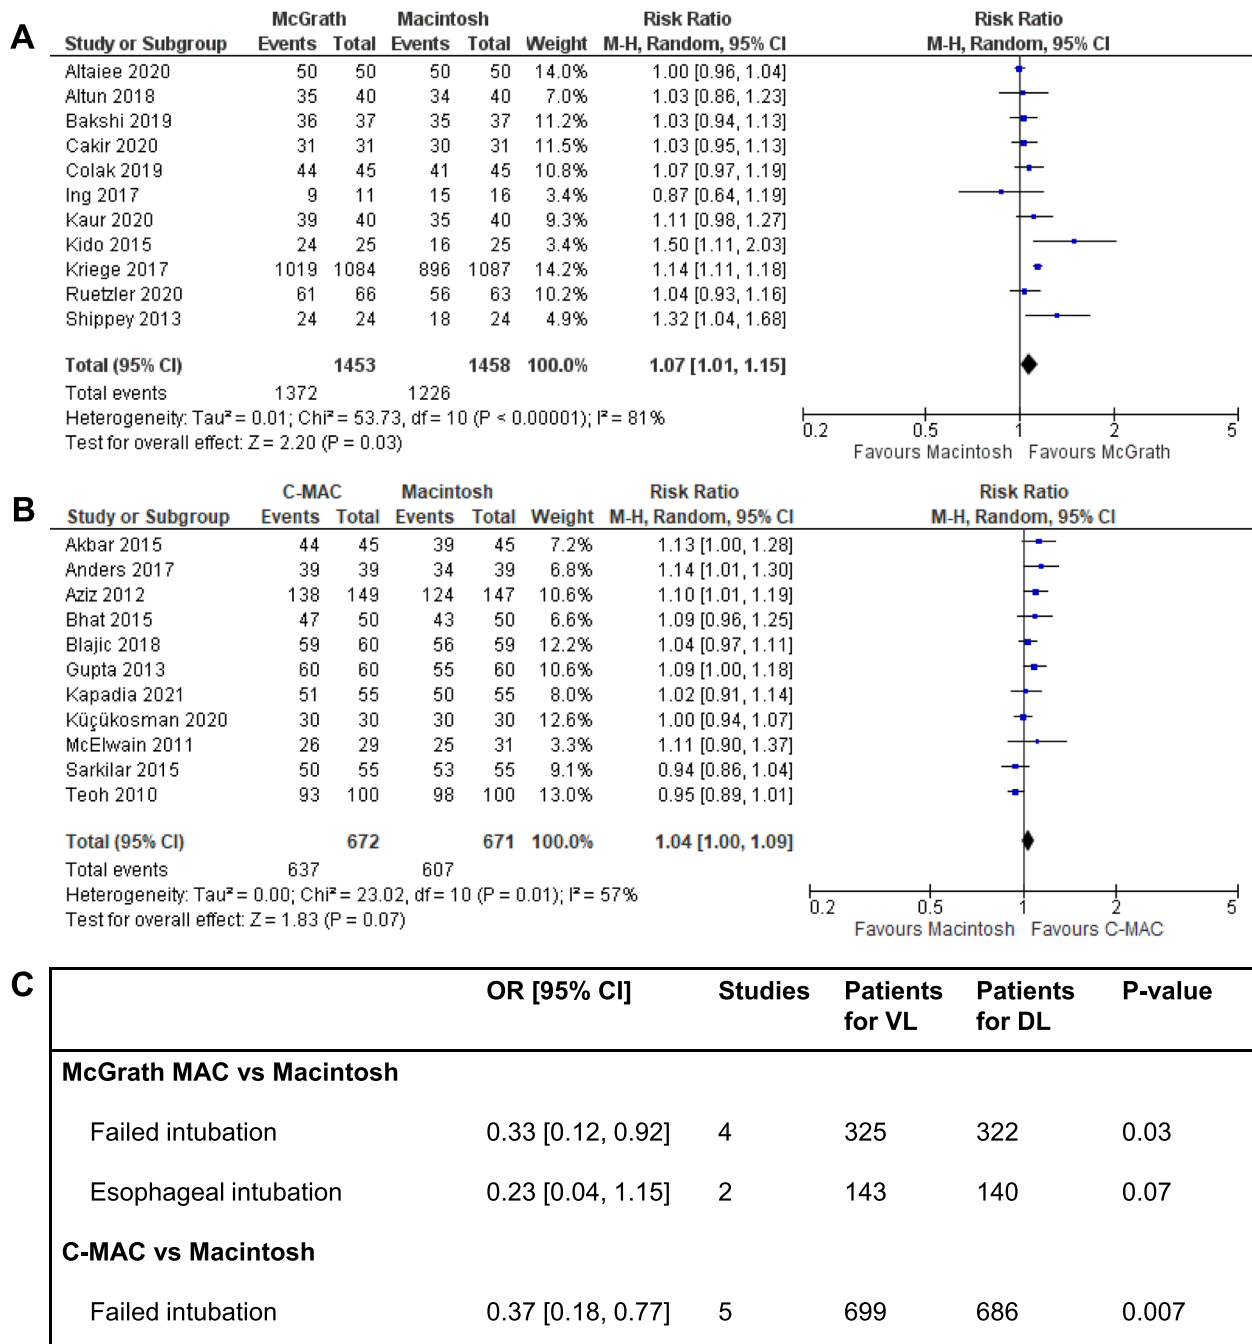 A
McGrath Macintosh Risk Ratio Risk Ratio
Study or Subgroup Events Total Events Total Weight M-H, Random, 95% CI M-H, Random, 95% CI
Altaiee 2020 50 50 50 50 14.0% 1.00 [0.96, 1.04]
Altun 2018 35 40 34 40 7.0% 1.03 [0.86, 1.23]
Bakshi 2019 36 37 35 37 11.2% 1.03 [0.94, 1.13]
Cakir 2020 31 31 30 31 11.5% 1.03 [0.95, 1.13]
Colak 2019 44 45 41 45 10.8% 1.07 [0.97, 1.19]
Ing 2017 9 11 15 16 3.4% 0.87 [0.64, 1.19]
Kaur 2020 39 40 35 40 9.3% 1.11 [0.98, 1.27]
Kido 2015 24 25 16 25 3.4% 1.50 [1.11, 2.03]
Kriege 2017 1019 1084 896 1087 14.2% 1.14 [1.11, 1.18]
Ruetzler 2020 61 66 56 63 10.2% 1.04 [0.93, 1.16]
Shippey 2013 24 24 18 24 4.9% 1.32 [1.04, 1.68]
Total (95% CI) 1453 1458 100.0% 1.07 [1.01, 1.15]
Total events 1372 1226
Heterogeneity: Tau² = 0.01; Chi² = 53.73, df = 10 (P < 0.00001); I² = 81%
Test for overall effect: Z = 2.20 (P = 0.03)
0.2 0.5 1 2 5
Favours Macintosh Favours McGrath
B
C-MAC Macintosh Risk Ratio Risk Ratio
Study or Subgroup Events Total Events Total Weight M-H, Random, 95% CI M-H, Random, 95% CI
Akbar 2015 44 45 39 45 7.2% 1.13 [1.00, 1.28]
Anders 2017 39 39 34 39 6.8% 1.14 [1.01, 1.30]
Aziz 2012 138 149 124 147 10.6% 1.10 [1.01, 1.19]
Bhat 2015 47 50 43 50 6.6% 1.09 [0.96, 1.25]
Blajic 2018 59 60 56 59 12.2% 1.04 [0.97, 1.11]
Gupta 2013 60 60 55 60 10.6% 1.09 [1.00, 1.18]
Kapadia 2021 51 55 50 55 8.0% 1.02 [0.91, 1.14]
Küçükosman 2020 30 30 30 30 12.6% 1.00 [0.94, 1.07]
McElwain 2011 26 29 25 31 3.3% 1.11 [0.90, 1.37]
Sarkilar 2015 50 55 53 55 9.1% 0.94 [0.86, 1.04]
Teoh 2010 93 100 98 100 13.0% 0.95 [0.89, 1.01]
Total (95% CI) 672 671 100.0% 1.04 [1.00, 1.09]
Total events 637 607
Heterogeneity: Tau² = 0.00; Chi² = 23.02, df = 10 (P = 0.01); I² = 57%
Test for overall effect: Z = 1.83 (P = 0.07)
0.2 0.5 1 2 5
Favours Macintosh Favours C-MAC
C
OR [95% CI] Studies Patients for VL Patients for DL P-value
McGrath MAC vs Macintosh
Failed intubation 0.33 [0.12, 0.92] 4 325 322 0.03
Esophageal intubation 0.23 [0.04, 1.15] 2 143 140 0.07
C-MAC vs Macintosh
Failed intubation 0.37 [0.18, 0.77] 5 699 686 0.007